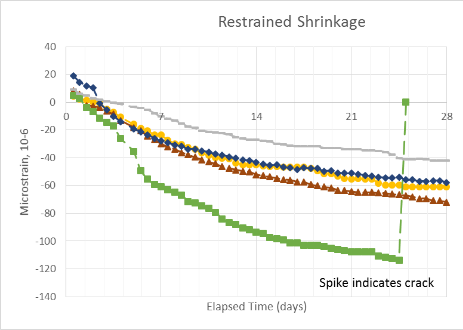 Restrained Shrinkage
40
20
0
-20
-40
-60
-80
-100
-120
-140
0 7 14 21 28
Microstrain, 10-6
Spike indicates crack
Elapsed Time (days)